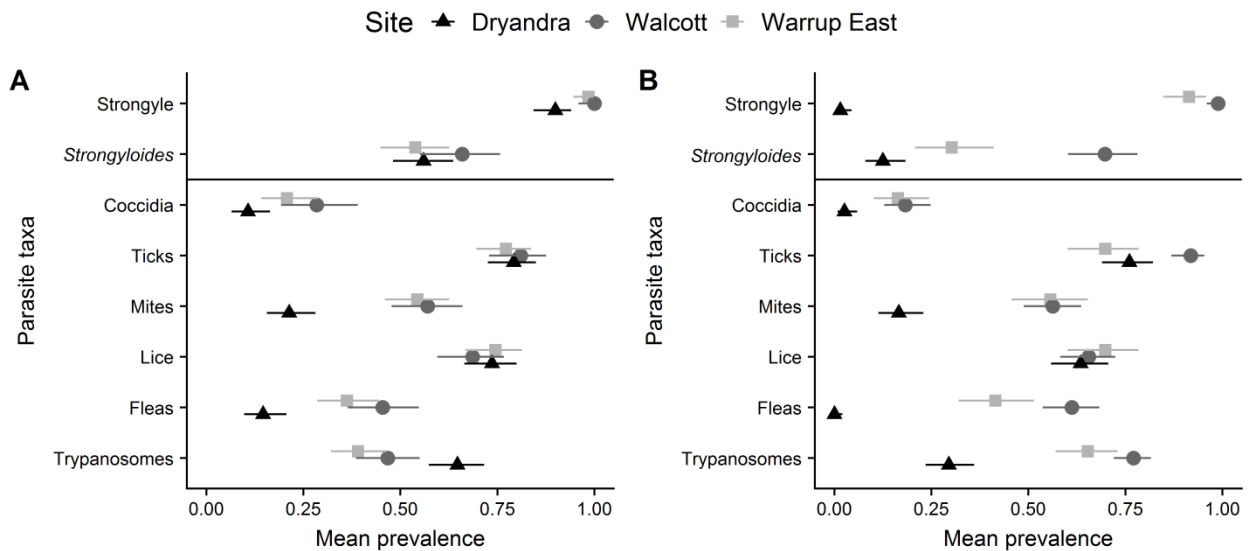 Site Dryandra Walcott Warrup East
A
Parasite taxa
Strongyle
Strongyloides
Coccidia
Ticks
Mites
Lice
Fleas
Trypanosomes
0.00 0.25 0.50 0.75 1.00
Mean prevalence
B
Parasite taxa
Strongyle
Strongyloides
Coccidia
Ticks
Mites
Lice
Fleas
Trypanosomes
0.00 0.25 0.50 0.75 1.00
Mean prevalence